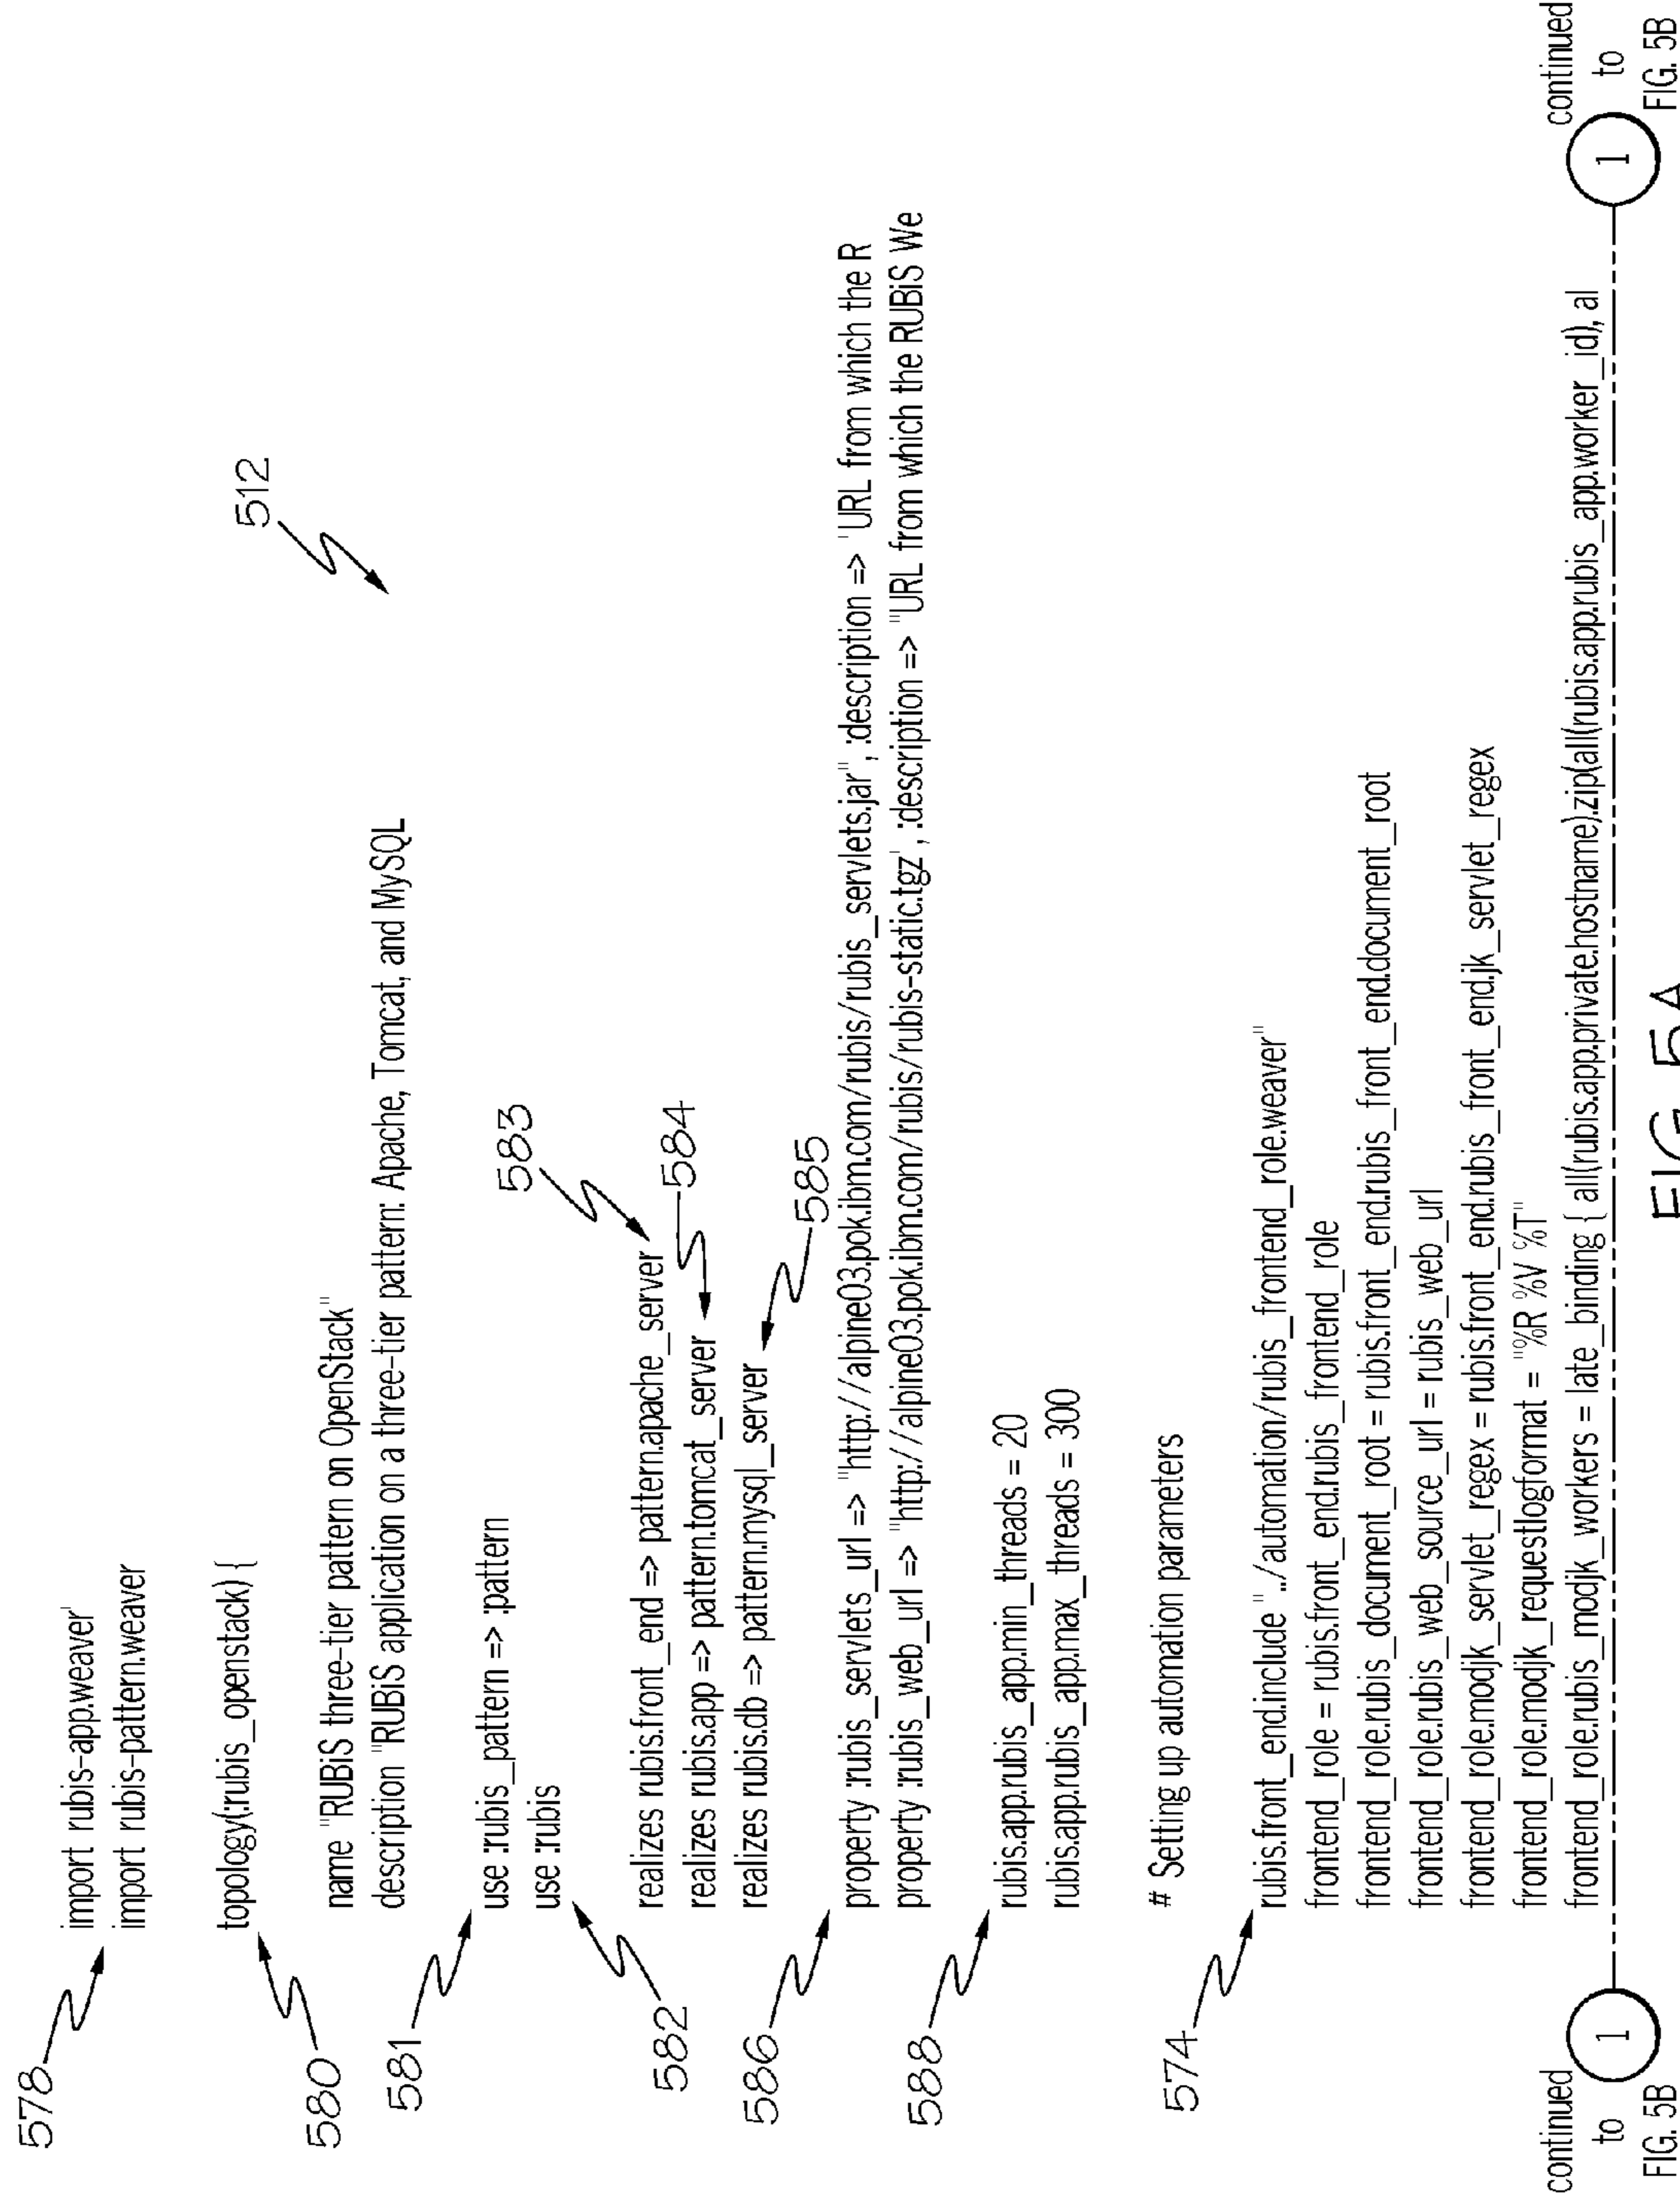 578
import rubis-app.weaver'
import rubis-pattern.weaver
512
topology(:rubis_openstack) {
580
name "RUBiS three-tier pattern on OpenStack"
description "RUBiS application on a three-tier pattern: Apache, Tomcat, and MySQL
581
use :rubis_pattern => :pattern
use :rubis
582
583
realizes rubis.front_end => pattern.apache_server
584
realizes rubis.app => pattern.tomcat_server
realizes rubis.db => pattern.mysql_server
585
586
property :rubis_servlets_url => "http://alpine03.pok.ibm.com/rubis/rubis_servlets.jar", :description => 'URL from which the R
property :rubis_web_url => "http://alpine03.pok.ibm.com/rubis/rubis-static.tgz', :description => "URL from which the RUBiS We
588
rubis.app.rubis_app.min_threads = 20
rubis.app.rubis_app.max_threads = 300
# Setting up automation parameters
574
rubis.front_end.include "../automation/rubis_frontend_role.weaver"
frontend_role = rubis.front_end.rubis_frontend_role
frontend_role.rubis_document_root = rubis.front_end.rubis_front_end.document_root
frontend_role.rubis_web_source_url = rubis_web_url
frontend_role.modjk_servlet_regex = rubis.front_end.rubis_front_end.jk_servlet_regex
frontend_role.modjk_requestlogformat = "%R %V %T"
frontend_role.rubis_modjk_workers = late_binding { all(rubis.app.private.hostname).zip(all(rubis.app.rubis_app.worker_id), al
continued
to
FIG. 5B
1
1
continued
to
FIG. 5B
FIG. 5A